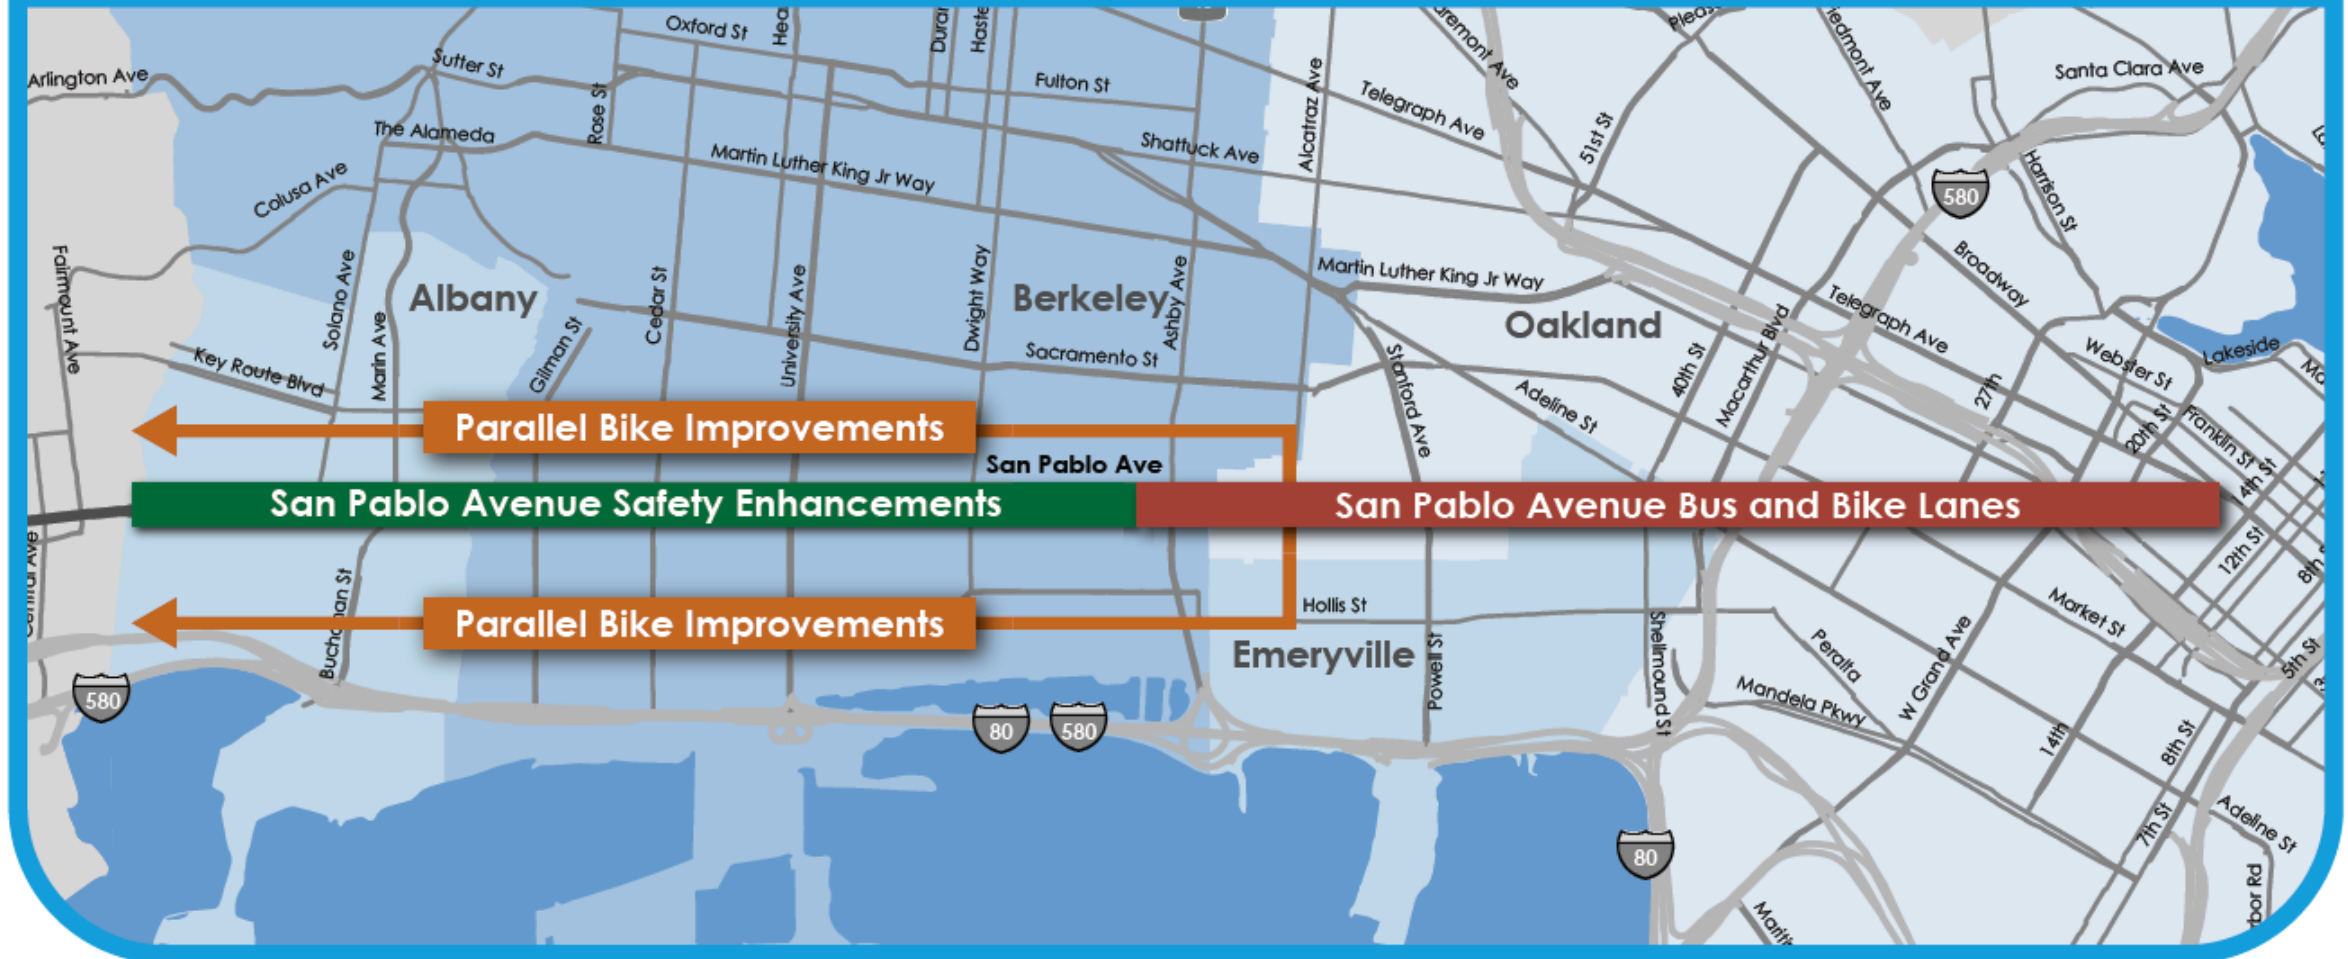 Oxford St
Sutter St
Arlington Ave
Fulton St
Rose St
The Alameda
Martin Luther King Jr Way
Shattuck Ave
Alcatraz Ave
Telegraph Ave
51st St
Santa Clara Ave
580
Harrison St
Colusa Ave
Fairmount Ave
Solano Ave
Marin Ave
Albany
Key Route Blvd
Gilman St
Cedar St
University Ave
Dwight Way
Berkeley
Ashby Ave
Sacramento St
Martin Luther King Jr Way
Oakland
Stanford Ave
Adeline St
40th St
Macarthur Blvd
Telegraph Ave
Broadway
Webster St
Lakeside
27th
20th St
Franklin St
14th St
Parallel Bike Improvements
San Pablo Ave
San Pablo Avenue Safety Enhancements
San Pablo Avenue Bus and Bike Lanes
12th St
Parallel Bike Improvements
Hollis St
Emeryville
Powell St
Shellmound St
Peralta
Mandela Pkwy
W Grand Ave
Market St
5th St
14th
8th St
7th St
Adeline St
580
80
580
80